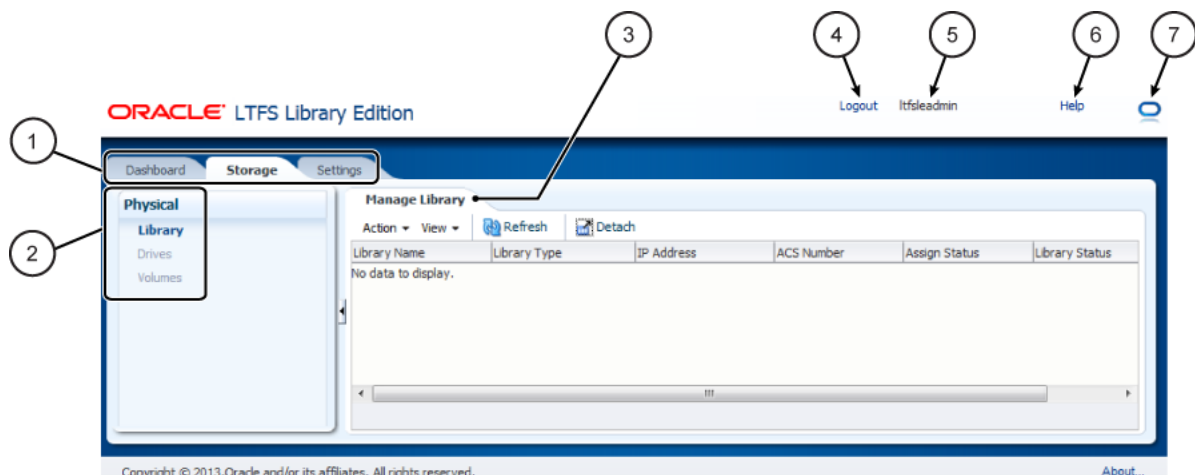 3 4 5 6 7
ORACLE LTFS Library Edition Logout ltfsleadmin Help
1
Dashboard Storage Settings
Physical
Library
Drives
Volumes
2
Manage Library
Action View Refresh Detach
Library Name Library Type IP Address ACS Number Assign Status Library Status
No data to display.
Copyright © 2013 Oracle and/or its affiliates. All rights reserved. About...